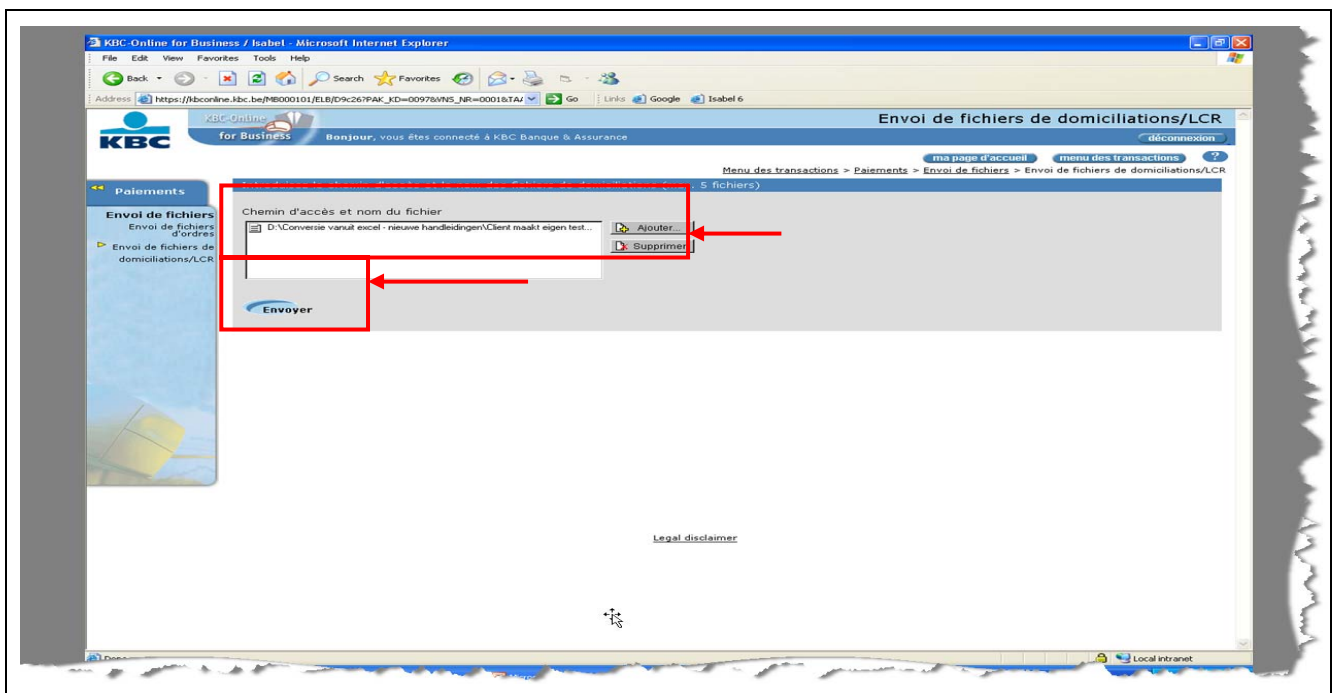 KBC-Online for Business / Isabel - Microsoft Internet Explorer
File Edit View Favorites Tools Help
Back Search Favorites
Address https://kbconline.kbc.be/MB000101/ELB/D9c26?PAK_KD=0097&VNS_NR=0001&TA/ Go Links Google Isabel 6
KBC-Online
for Business
KBC
Bonjour, vous êtes connecté à KBC Banque & Assurance
Envoi de fichiers de domiciliations/LCR
déconnexion
ma page d'accueil menu des transactions ?
Menu des transactions > Paiements > Envoi de fichiers > Envoi de fichiers de domiciliations/LCR
Paiements
5 fichiers)
Envoi de fichiers
Envoi de fichiers
d'ordres
Envoi de fichiers de
domiciliations/LCR
Chemin d'accès et nom du fichier
D:\Conversie vanuit excel - nieuwe handleidingen\Client maakt eigen test...
Ajouter...
Supprimer
Envoyer
Legal disclaimer
Local intranet